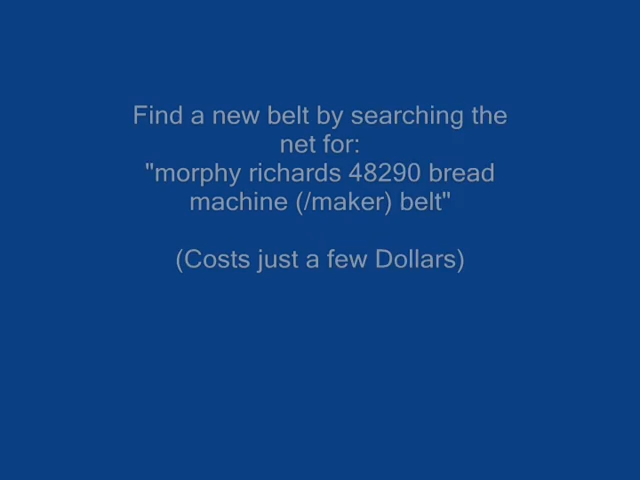 Find a new belt by searching the
net for:
"morphy richards 48290 bread
machine (/maker) belt"
(Costs just a few Dollars)